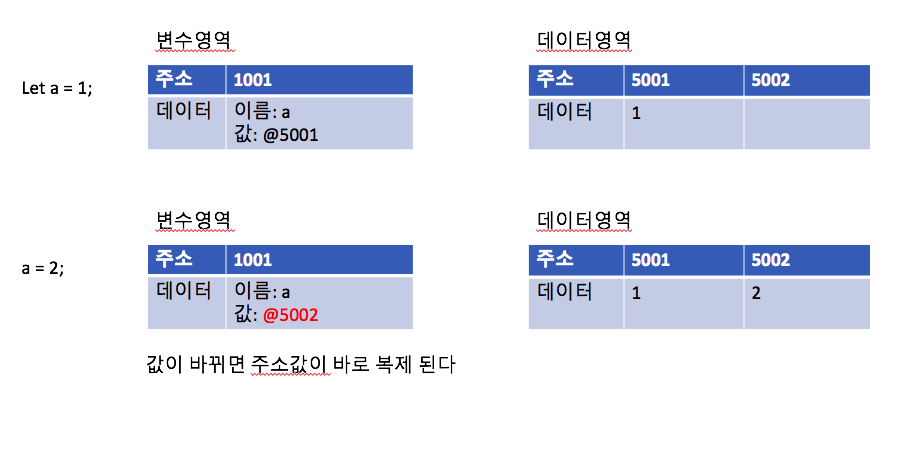 변수영역 데이터영역
Let a = 1;
주소 1001 주소 5001 5002
데이터 이름: a 데이터 1
값: @5001
변수영역 데이터영역
a = 2;
주소 1001 주소 5001 5002
데이터 이름: a 데이터 1 2
값: @5002
값이 바뀌면 주소값이 바로 복제 된다